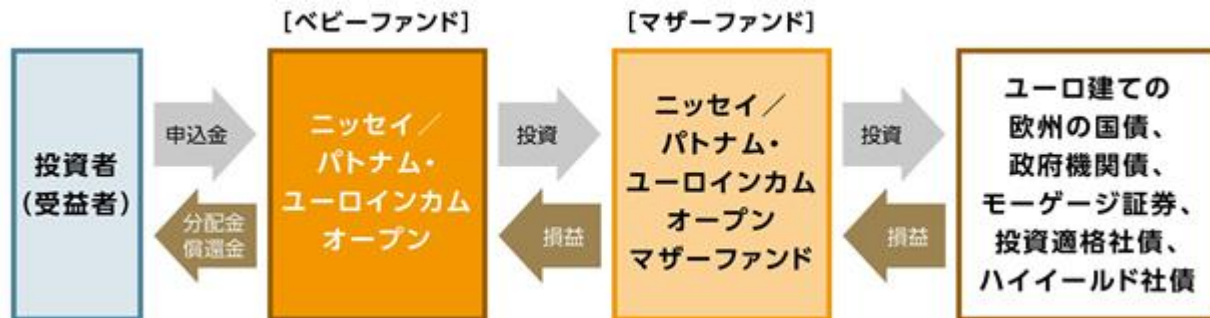 [ベビーファンド]
[マザーファンド]
投資者
(受益者)
申込金
分配金
償還金
ニッセイ/
パトナム・
ユーロインカム
オープン
投資
損益
ニッセイ/
パトナム・
ユーロインカム
オープン
マザーファンド
投資
損益
ユーロ建ての
欧州の国債、
政府機関債、
モーゲージ証券、
投資適格社債、
ハイイールド社債